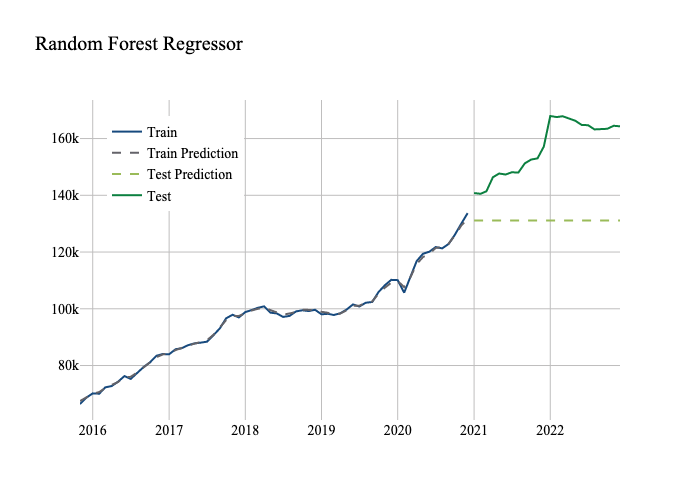 Random Forest Regressor
Train
Train Prediction
Test Prediction
Test
160k
140k
120k
100k
80k
2016 2017 2018 2019 2020 2021 2022